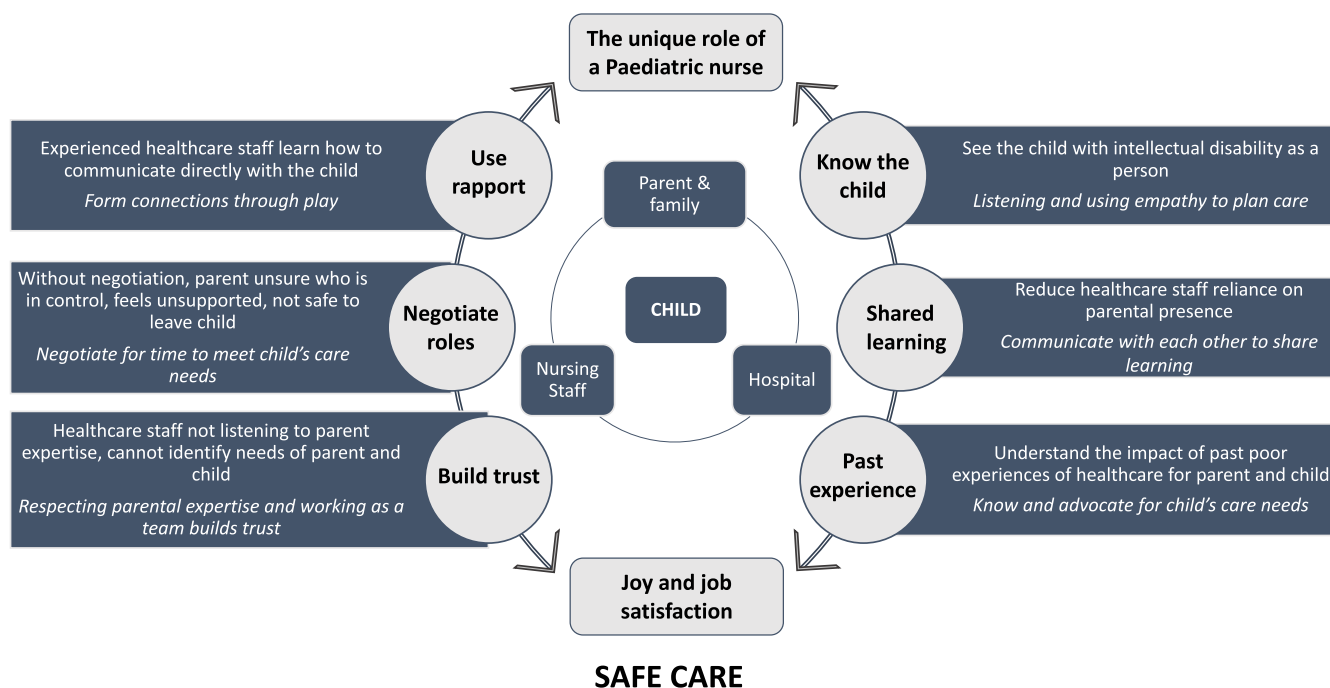 The unique role of
a Paediatric nurse
Experienced healthcare staff learn how to
communicate directly with the child
Form connections through play
Use
rapport
Know the
child
See the child with intellectual disability as a
person
Listening and using empathy to plan care
Parent &
family
Without negotiation, parent unsure who is
in control, feels unsupported, not safe to
leave child
Negotiate for time to meet child’s care
needs
Negotiate
roles
CHILD
Shared
learning
Reduce healthcare staff reliance on
parental presence
Communicate with each other to share
learning
Nursing
Staff
Hospital
Healthcare staff not listening to parent
expertise, cannot identify needs of parent and
child
Respecting parental expertise and working as a
team builds trust
Build trust
Past
experience
Understand the impact of past poor
experiences of healthcare for parent and child
Know and advocate for child’s care needs
Joy and job
satisfaction
SAFE CARE